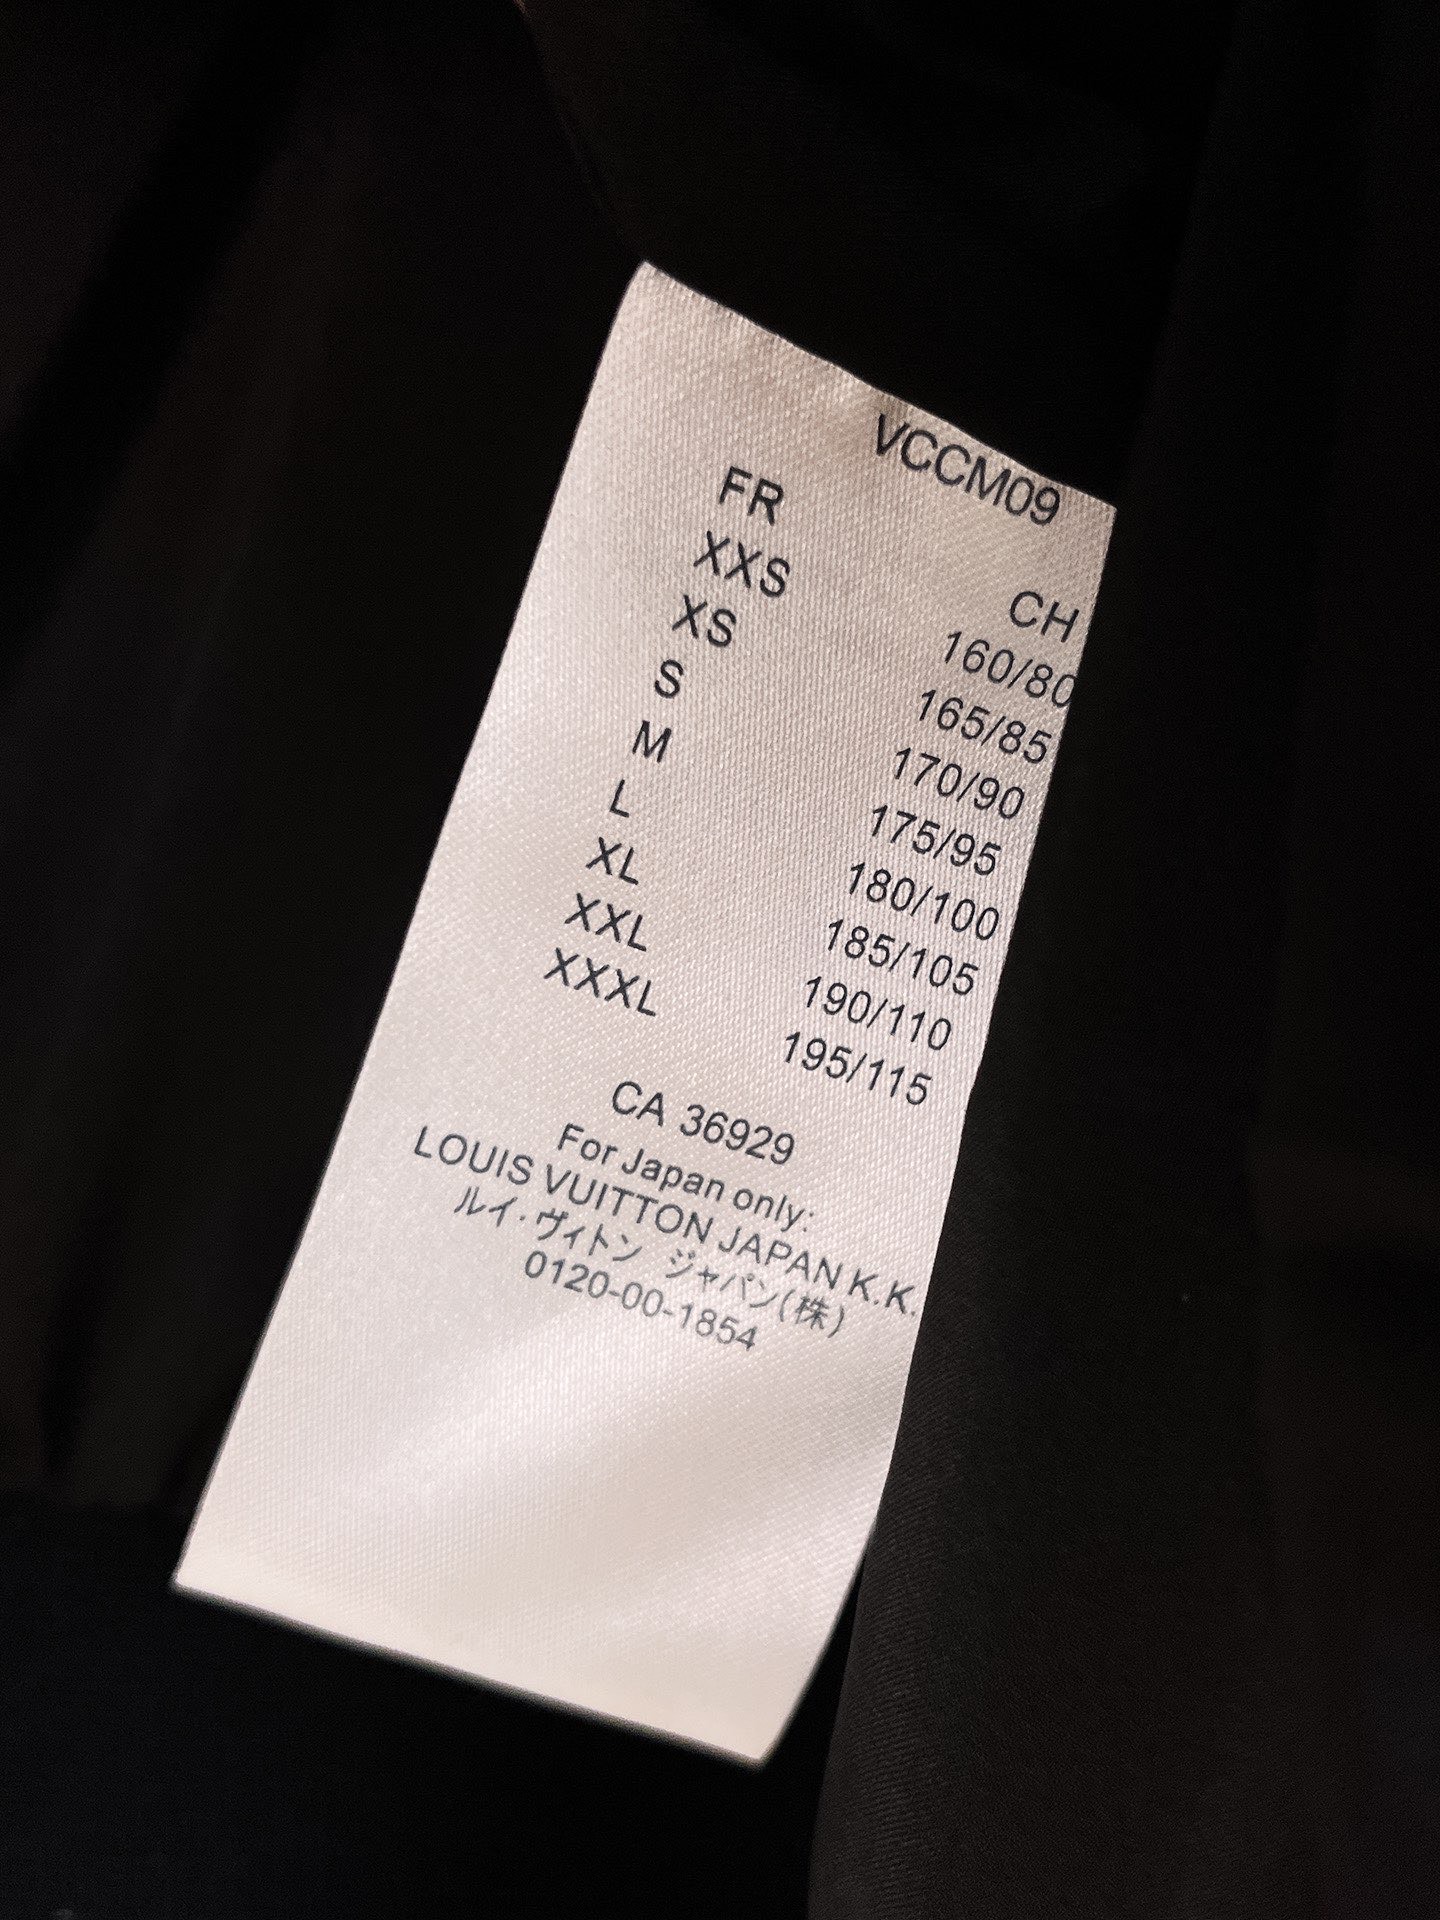 VCCM09
FR CH
XXS 160/80
XS 165/85
S 170/90
M 175/95
L 180/100
XL 185/105
XXL 190/110
XXXL 195/115
CA 36929
For Japan only:
LOUIS VUITTON JAPAN K.K.
ルイ・ヴィトン ジャパン(株)
0120-00-1854